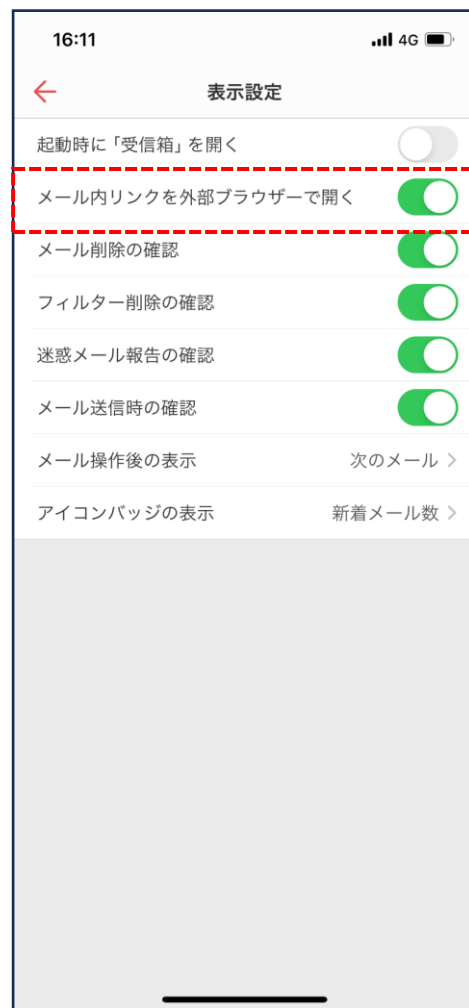 16:11 4G
表示設定
起動時に「受信箱」を開く
メール内リンクを外部ブラウザーで開く
メール削除の確認
フィルター削除の確認
迷惑メール報告の確認
メール送信時の確認
メール操作後の表示 次のメール
アイコンバッジの表示 新着メール数